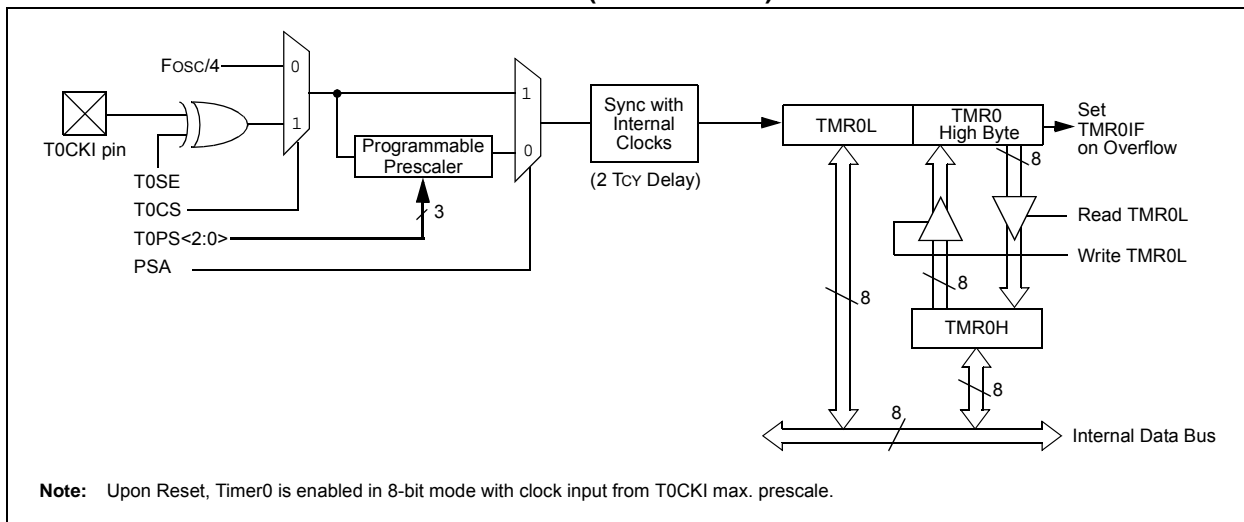 FOSC/4
0
1
T0CKI pin
T0SE
T0CS
T0PS<2:0>
PSA
Programmable
Prescaler
3
1
0
Sync with
Internal
Clocks
(2 TCY Delay)
TMR0L
TMR0
High Byte
Set
TMR0IF
on Overflow
8
Read TMR0L
Write TMR0L
8
8
TMR0H
8
8
Internal Data Bus
Note: Upon Reset, Timer0 is enabled in 8-bit mode with clock input from T0CKI max. prescale.